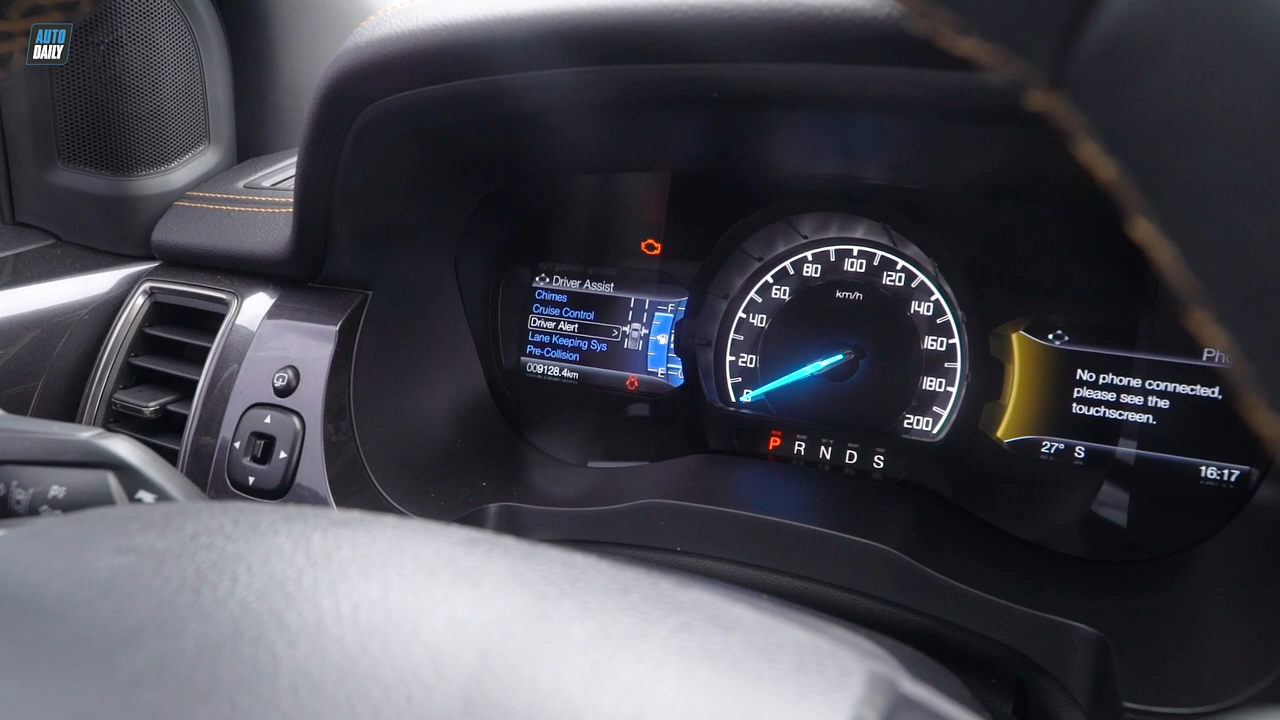 AUTO
DAILY
Driver Assist
Chimes
Cruise Control
Driver Alert >
Lane Keeping Sys
Pre-Collision
009128.4km
F
E
0
20
40
60
80
100
120
140
160
180
200
km/h
P R N D S
No phone connected,
please see the
touchscreen.
27° S
16:17